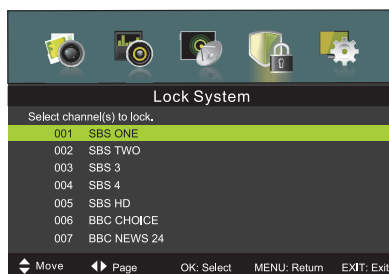 Lock System
Select channel(s) to lock.
001 SBS ONE
002 SBS TWO
003 SBS 3
004 SBS 4
005 SBS HD
006 BBC CHOICE
007 BBC NEWS 24
Move Page OK: Select MENU: Return EXIT: Exit